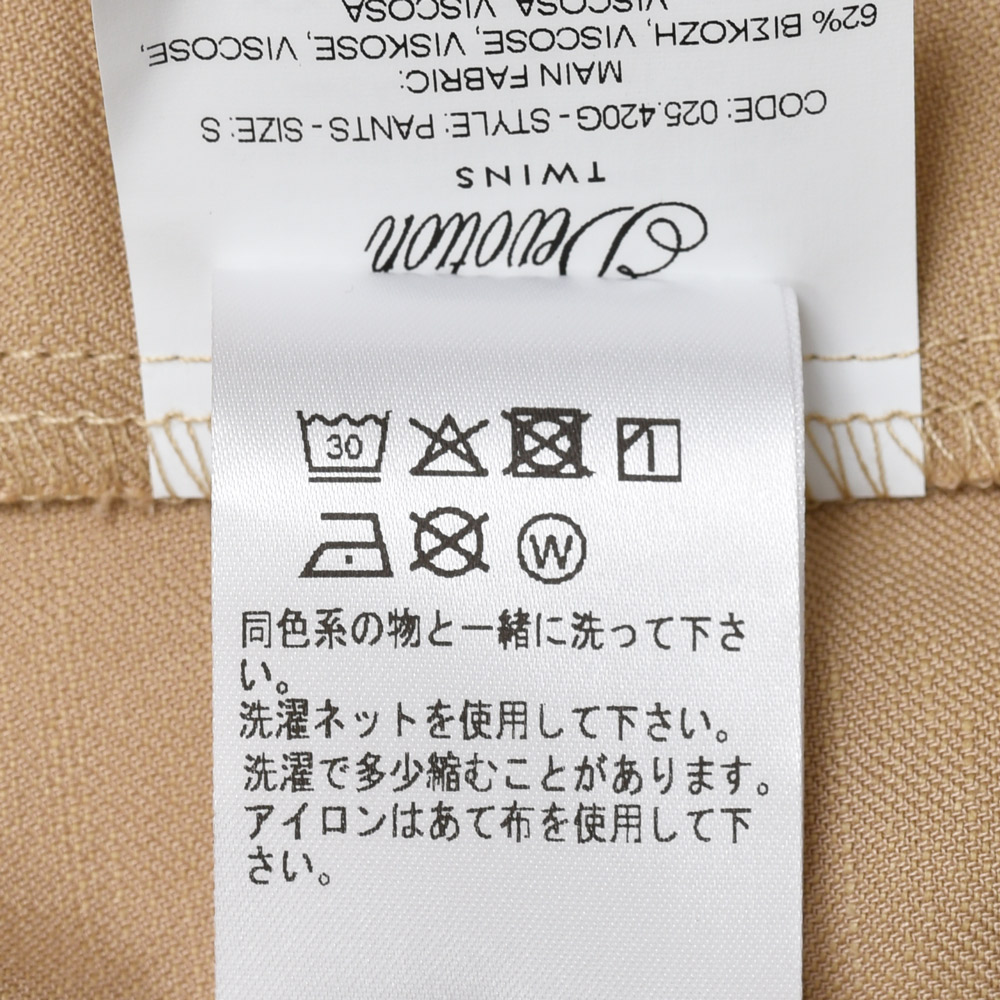 Devotion
TWINS
CODE: 025.420G - STYLE: PANTS - SIZE: S
MAIN FABRIC:
62% ΒΙΣΚΟΖΗ, VISCOSE, VISKOSE, VISCOSE,
VISCOSA, VISCOSA
30
W
同色系の物と一緒に洗って下さ
い。
洗濯ネットを使用して下さい。
洗濯で多少縮むことがあります。
アイロンはあて布を使用して下
さい。